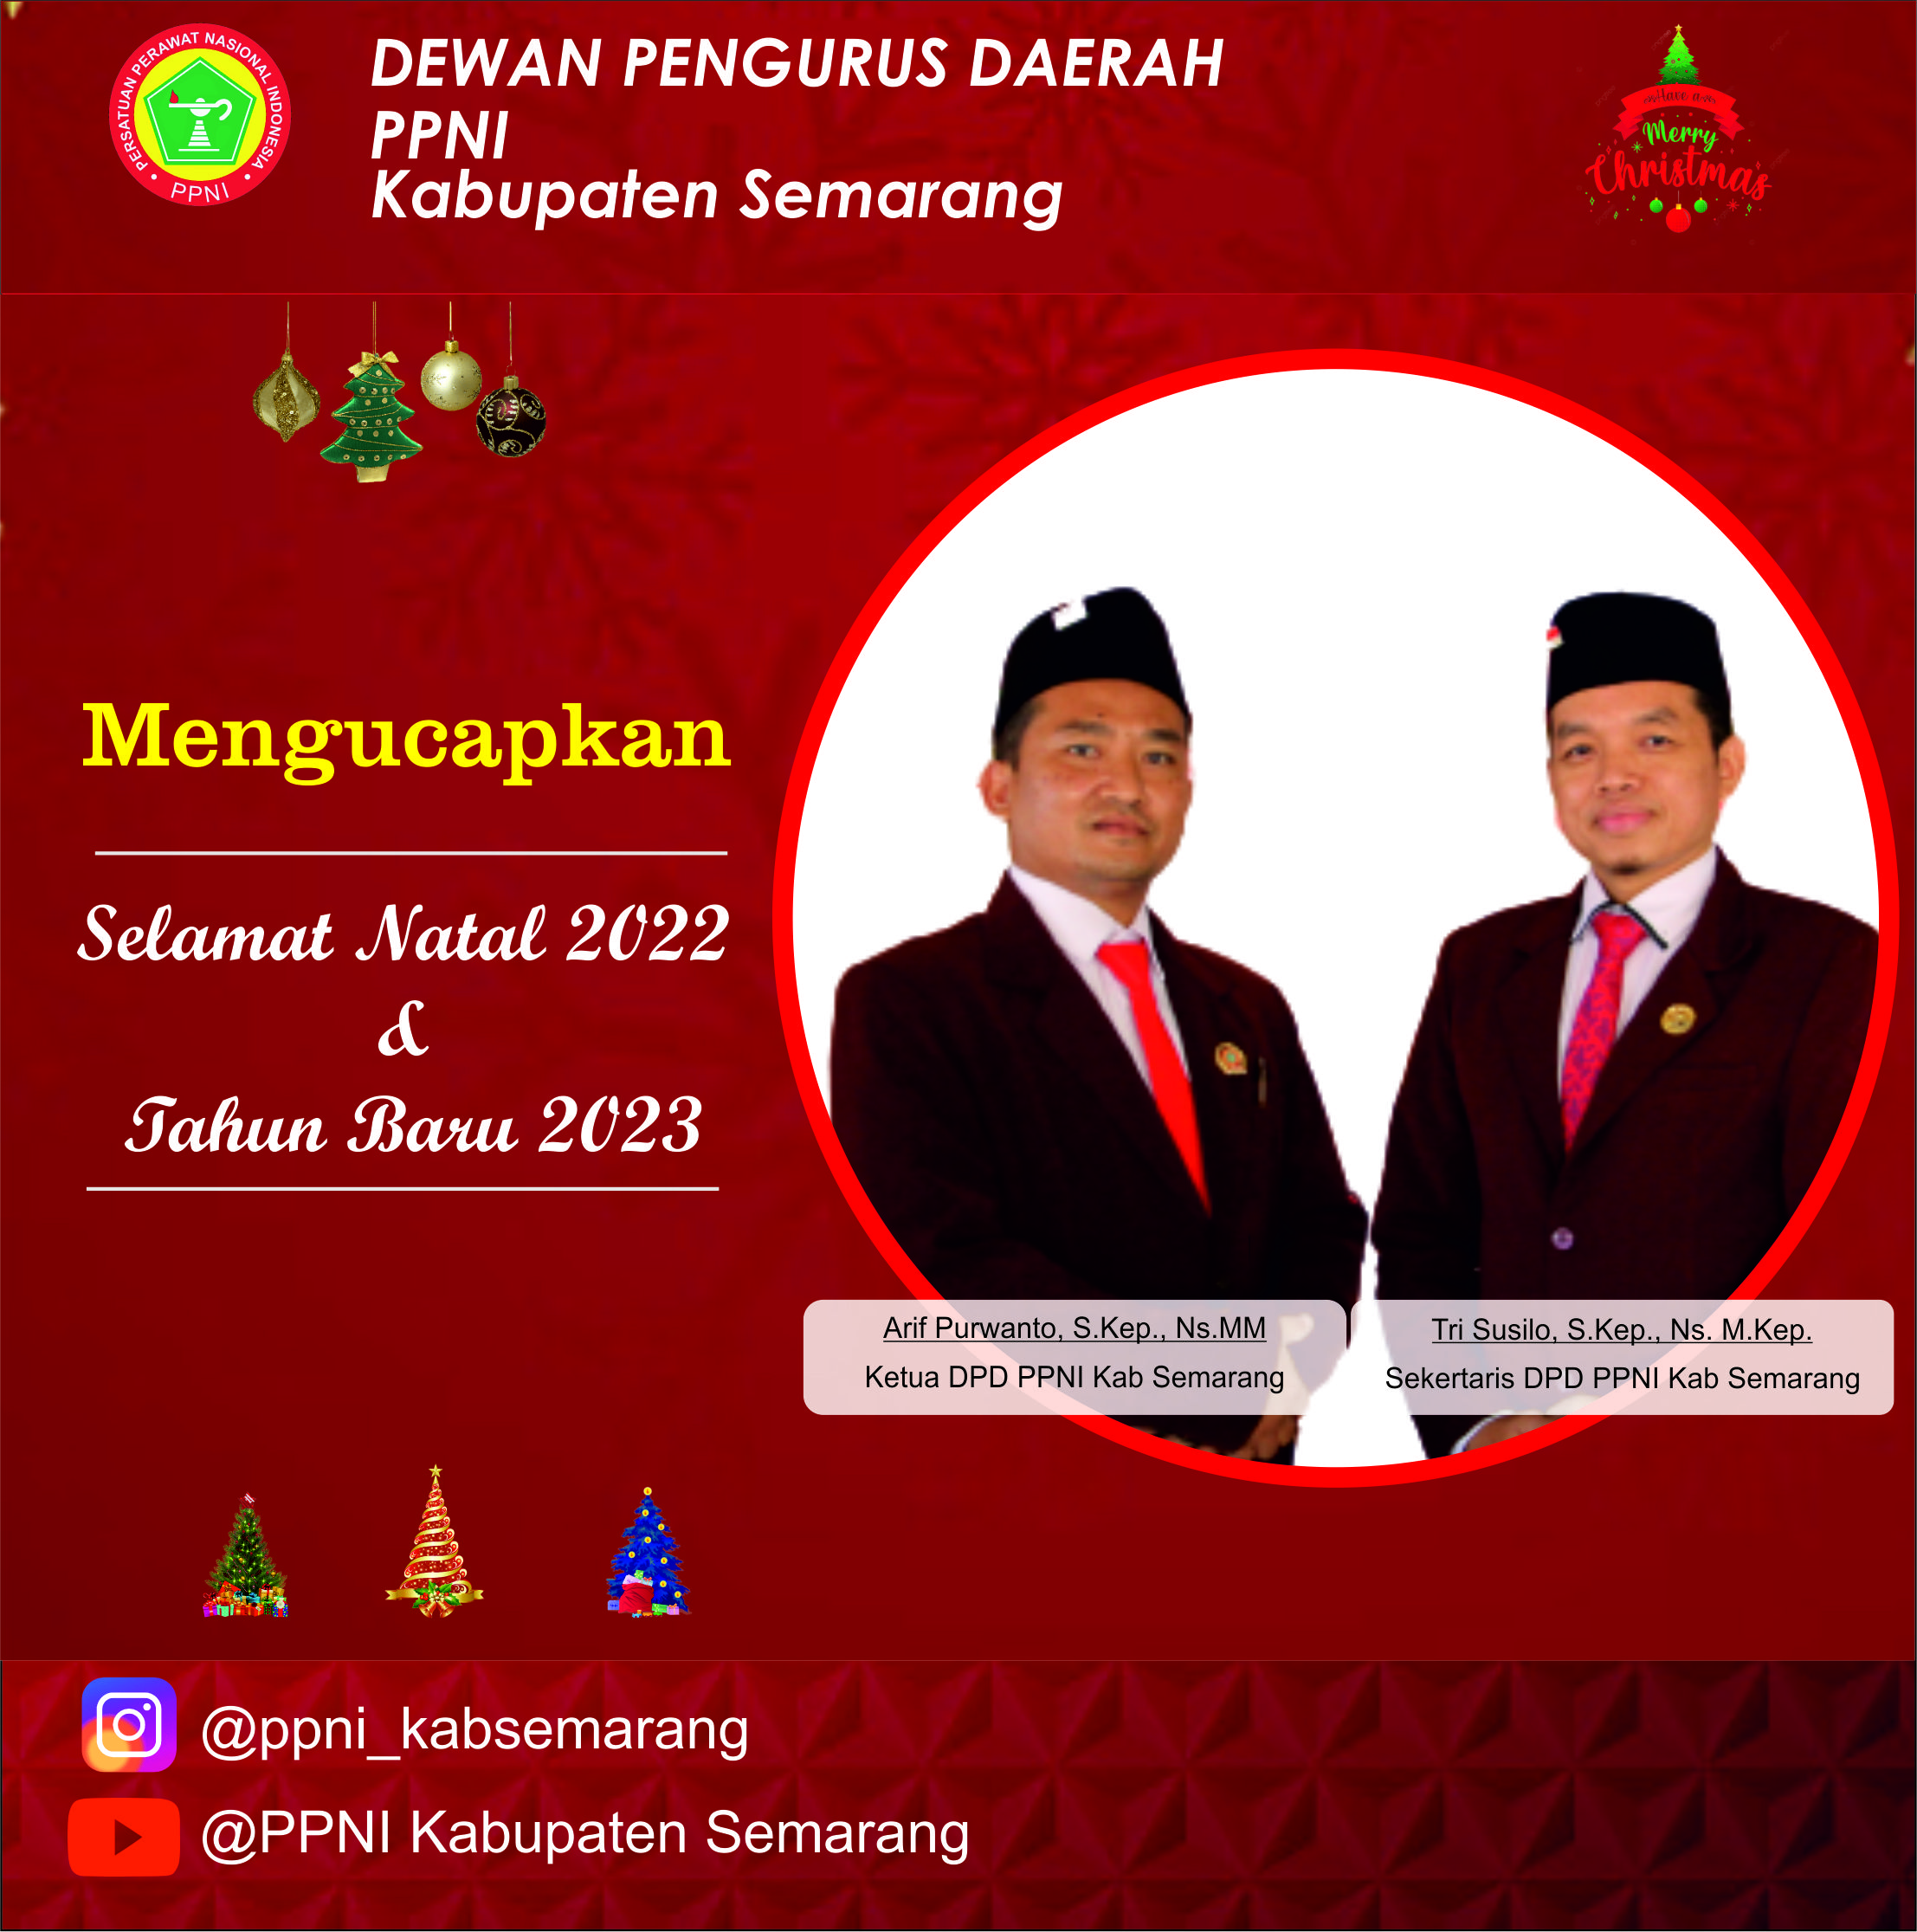 PERSATUAN PERAWAT NASIONAL INDONESIA
PPNI
DEWAN PENGURUS DAERAH
PPNI
Kabupaten Semarang
Have a
Merry
Christmas
Mengucapkan
Selamat Natal 2022
&
Tahun Baru 2023
Arif Purwanto, S.Kep., Ns.MM
Ketua DPD PPNI Kab Semarang
Tri Susilo, S.Kep., Ns. M.Kep.
Sekertaris DPD PPNI Kab Semarang
@ppni_kabsemarang
@PPNI Kabupaten Semarang